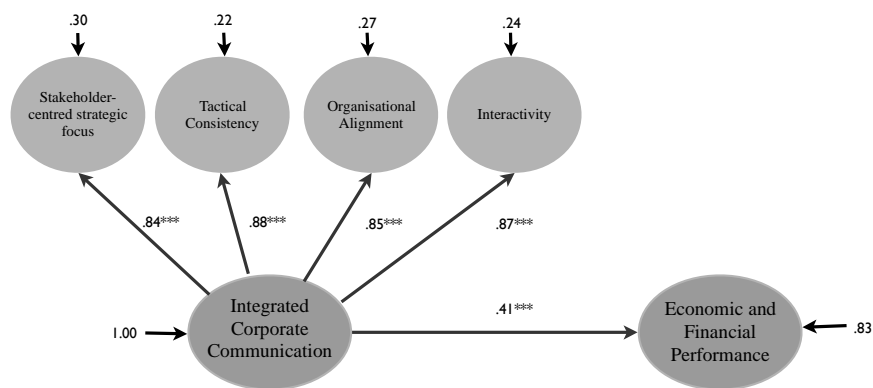 .30
.22
.27
.24
Stakeholder-
centred strategic
focus
Tactical
Consistency
Organisational
Alignment
Interactivity
.84***
.88***
.85***
.87***
Integrated
Corporate
Communication
1.00
.41***
Economic and
Financial
Performance
.83